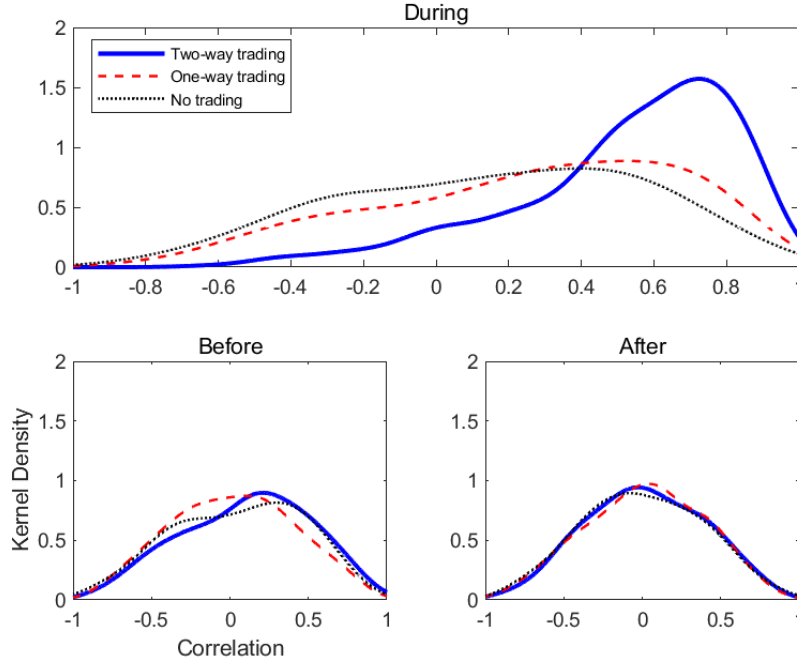 During
2
1.5
1
0.5
0
Two-way trading
One-way trading
No trading
-1 -0.8 -0.6 -0.4 -0.2 0 0.2 0.4 0.6 0.8 1
Before
2
1.5
1
0.5
0
-1 -0.5 0 0.5 1
Kernel Density
Correlation
After
2
1.5
1
0.5
0
-1 -0.5 0 0.5 1